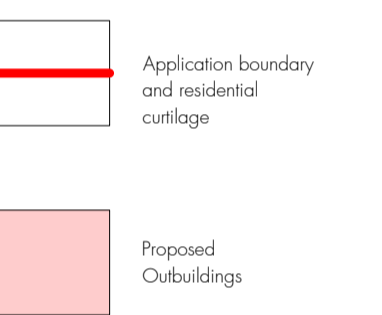 Application boundary
and residential
curtilage
Proposed
Outbuildings